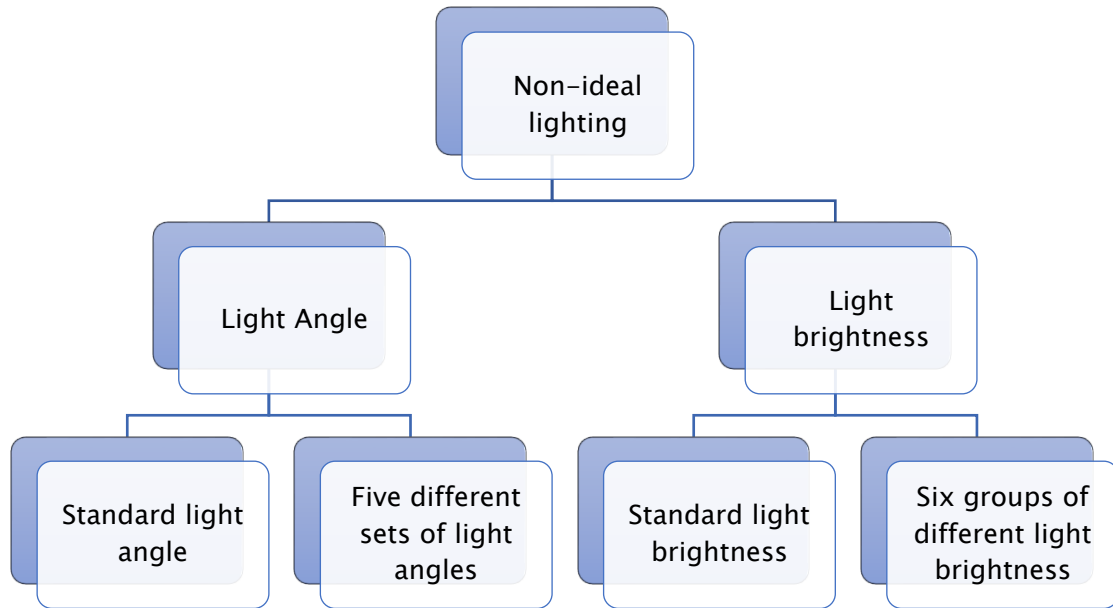 Non-ideal
lighting
Light Angle
Light
brightness
Standard light
angle
Five different
sets of light
angles
Standard light
brightness
Six groups of
different light
brightness